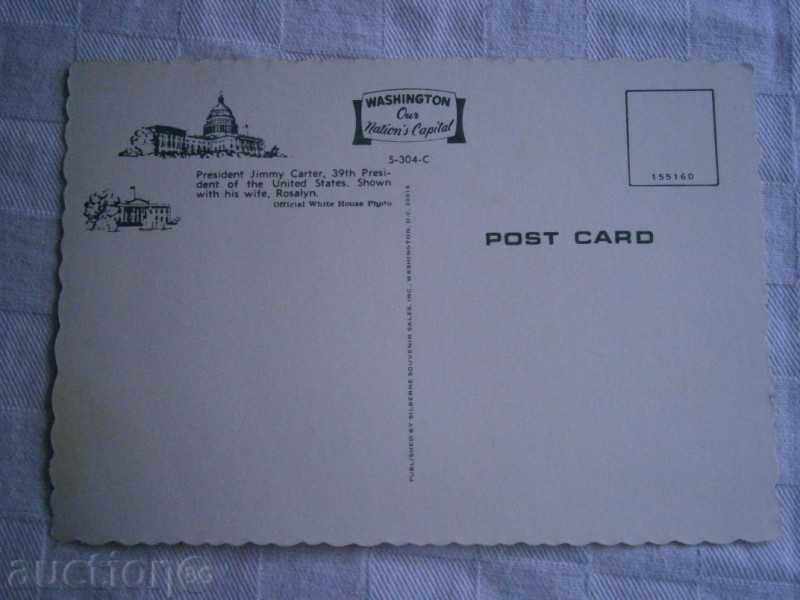 WASHINGTON
Our
Nation's Capital
5-304-C
President Jimmy Carter, 39th Presi-
dent of the United States. Shown
with his wife, Rosalyn.
Official White House Photo
155160
POST CARD
PUBLISHED BY SILBERNE SOUVENIR SALES, INC., WASHINGTON, D.C. 20018
auction